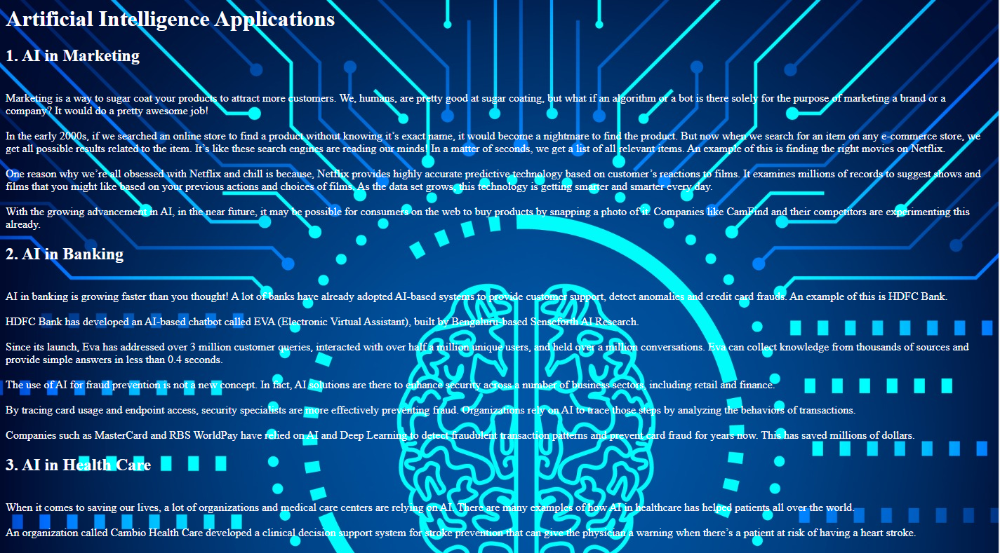 Artificial Intelligence Applications
1. AI in Marketing
Marketing is a way to sugar coat your products to attract more customers. We, humans, are pretty good at sugar coating, but what if an algorithm or a bot is there solely for the purpose of marketing a brand or a
company? It would do a pretty awesome job!
In the early 2000s, if we searched an online store to find a product without knowing it’s exact name, it would become a nightmare to find the product. But now when we search for an item on any e-commerce store, we
get all possible results related to the item. It’s like these search engines are reading our minds! In a matter of seconds, we get a list of all relevant items. An example of this is finding the right movies on Netflix.
One reason why we’re all obsessed with Netflix and chill is because, Netflix provides highly accurate predictive technology based on customer’s reactions to films. It examines millions of records to suggest shows and
films that you might like based on your previous actions and choices of films. As the data set grows, this technology is getting smarter and smarter every day.
With the growing advancement in AI, in the near future, it may be possible for consumers on the web to buy products by snapping a photo of it. Companies like CamFind and their competitors are experimenting this
already.
2. AI in Banking
AI in banking is growing faster than you thought! A lot of banks have already adopted AI-based systems to provide customer support, detect anomalies and credit card frauds. An example of this is HDFC Bank.
HDFC Bank has developed an AI-based chatbot called EVA (Electronic Virtual Assistant), built by Bengaluru-based Senseforth AI Research.
Since its launch, Eva has addressed over 3 million customer queries, interacted with over half a million unique users, and held over a million conversations. Eva can collect knowledge from thousands of sources and
provide simple answers in less than 0.4 seconds.
The use of AI for fraud prevention is not a new concept. In fact, AI solutions are there to enhance security across a number of business sectors, including retail and finance.
By tracing card usage and endpoint access, security specialists are more effectively preventing fraud. Organizations rely on AI to trace those steps by analyzing the behaviors of transactions.
Companies such as MasterCard and RBS WorldPay have relied on AI and Deep Learning to detect fraudulent transaction patterns and prevent card fraud for years now. This has saved millions of dollars.
3. AI in Health Care
When it comes to saving our lives, a lot of organizations and medical care centers are relying on AI. There are many examples of how AI in healthcare has helped patients all over the world.
An organization called Cambio Health Care developed a clinical decision support system for stroke prevention that can give the physician a warning when there’s a patient at risk of having a heart stroke.